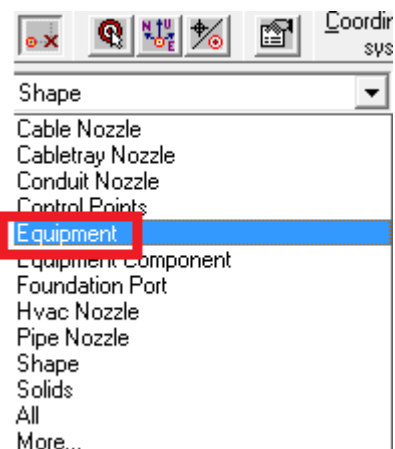 Coordin
N U
E
sys
Shape
Cable Nozzle
Cabletray Nozzle
Conduit Nozzle
Control Points
Equipment
Equipment Component
Foundation Port
Hvac Nozzle
Pipe Nozzle
Shape
Solids
All
More...